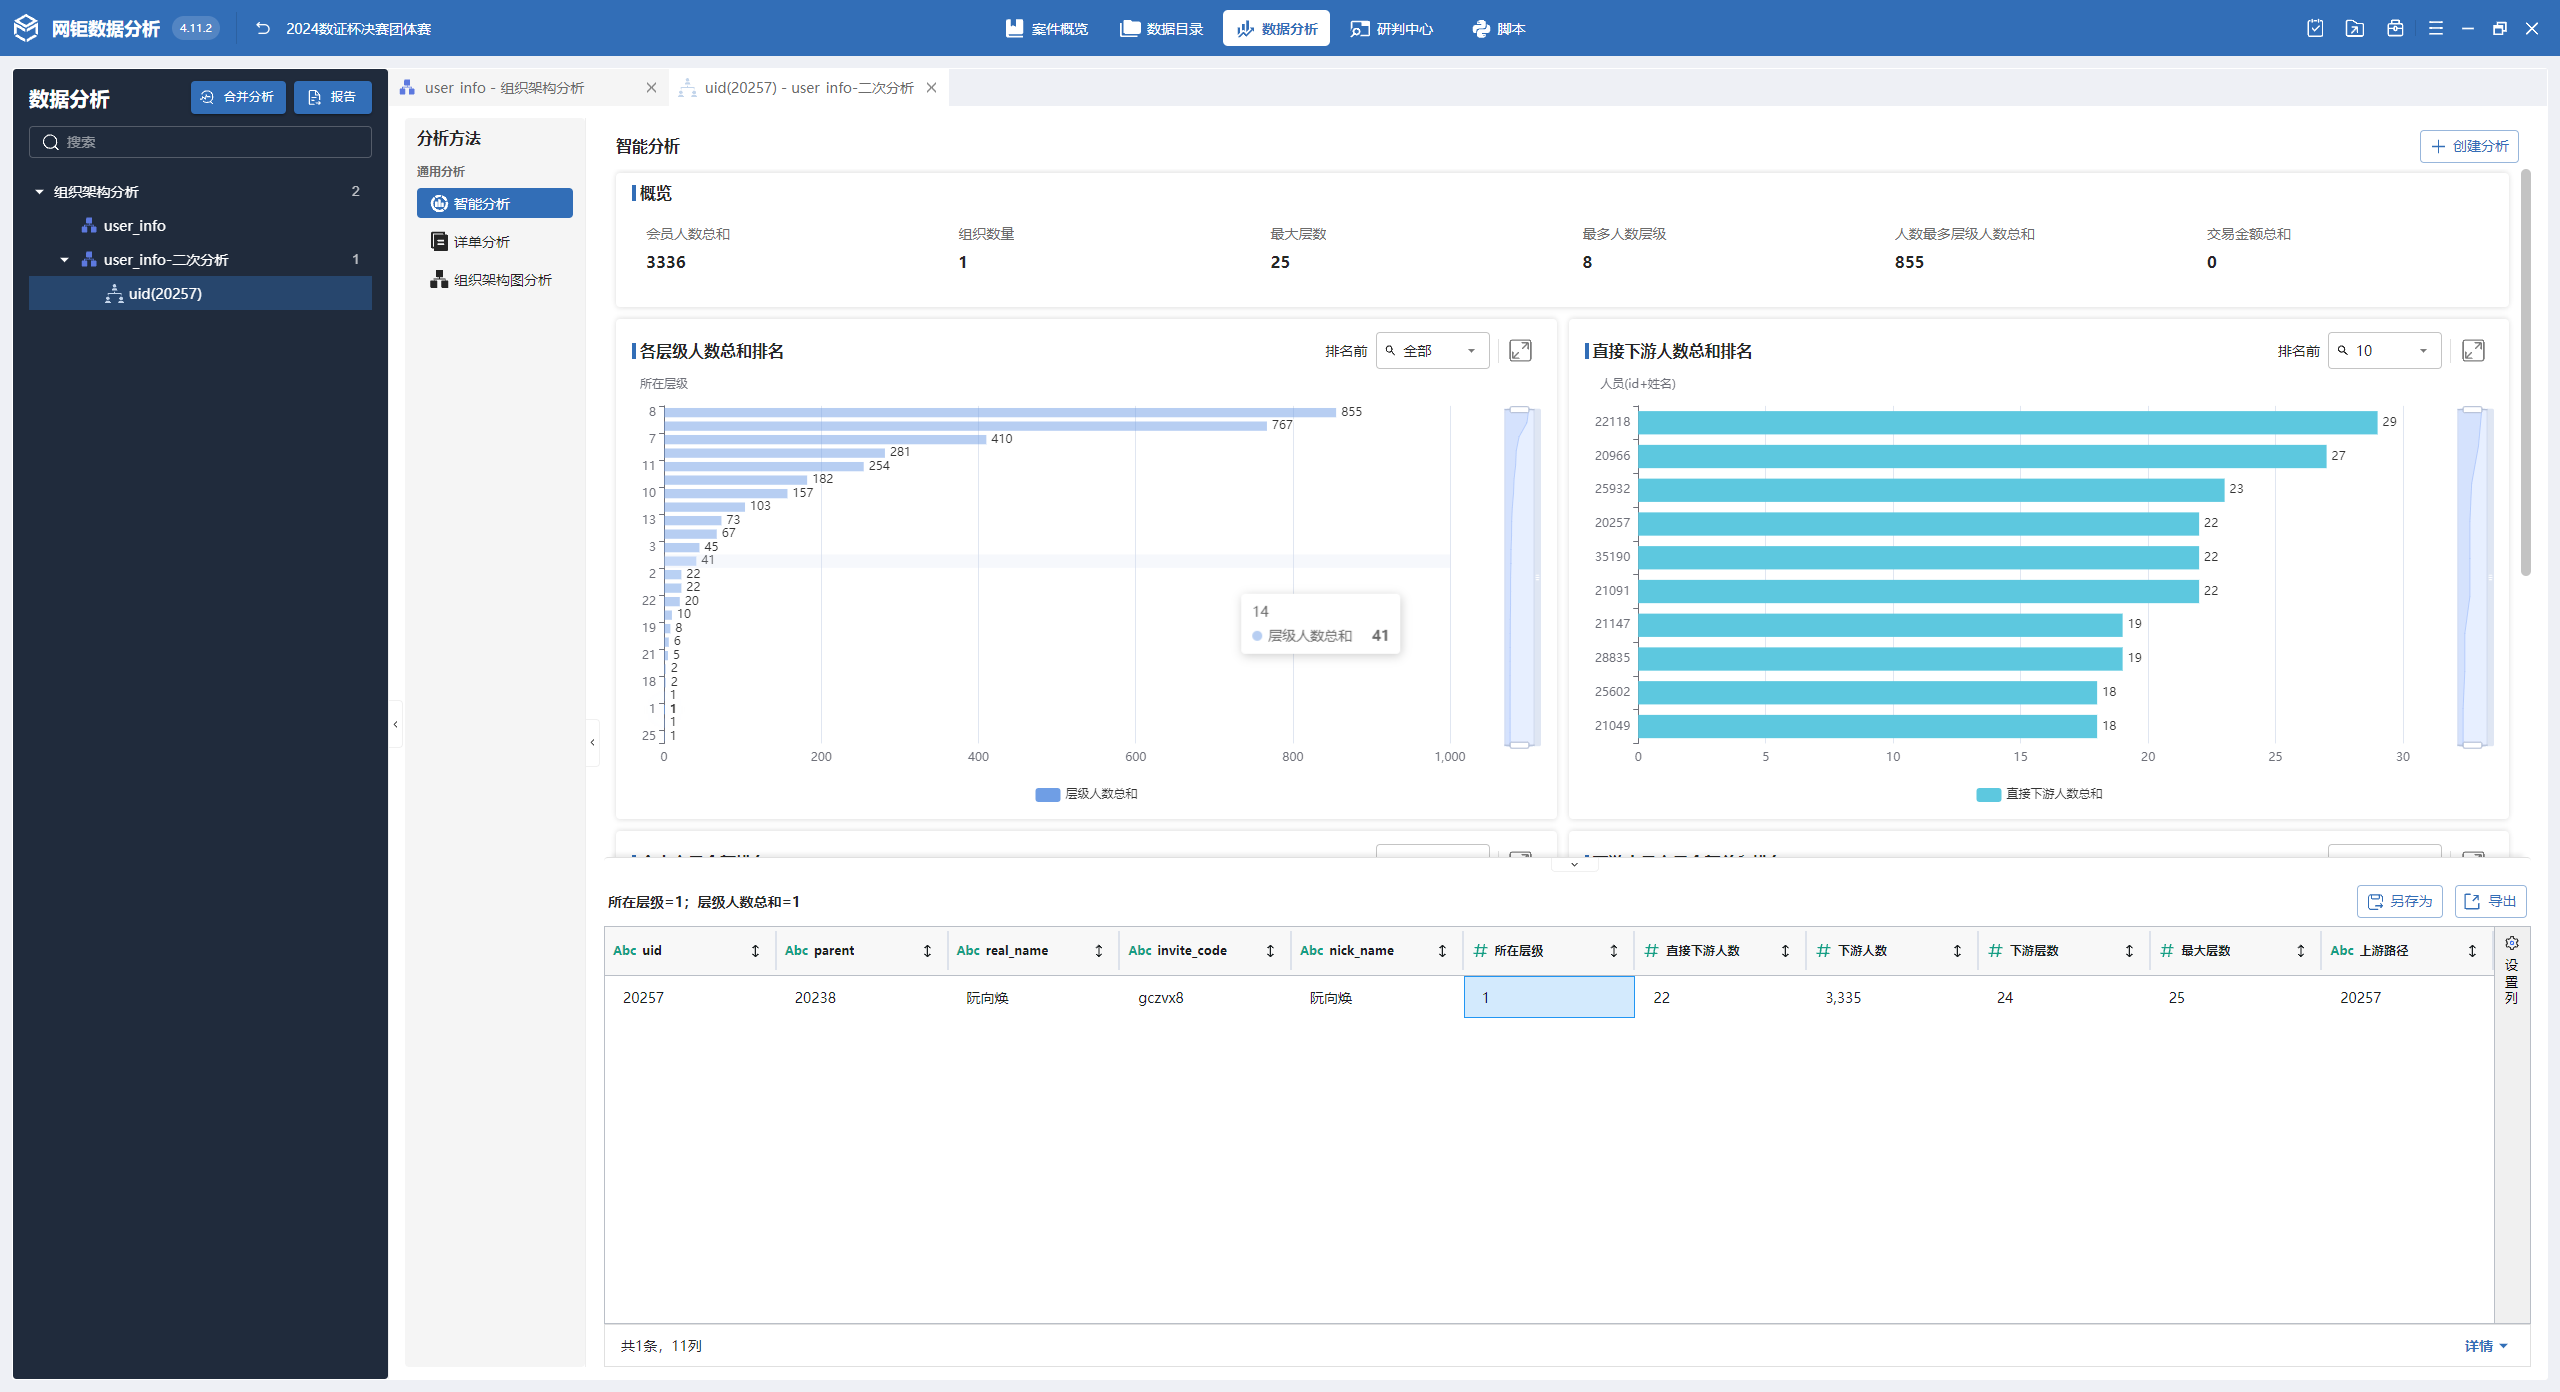 网钜数据分析 4.11.2 2024数证杯决赛团体赛 案件概览 数据目录 数据分析 研判中心 脚本
数据分析 合并分析 报告
搜索
组织架构分析 2
user_info
user_info-二次分析 1
uid(20257)
user info - 组织架构分析 uid(20257) - user info-二次分析
分析方法
通用分析
智能分析
详单分析
组织架构图分析
智能分析 创建分析
概览
会员人数总和 组织数量 最大层数 最多人数层级 人数最多层级人数总和 交易金额总和
3336 1 25 8 855 0
各层级人数总和排名 排名前 全部
所在层级
8 855
767
7 410
281
11 254
182
10 157
103
13 73
67
3 45
41
2 22
22
22 20
10
19 8
6
21 5
2
18 2
1
1 1
1
25 1
0 200 400 600 800 1,000
层级人数总和
14
层级人数总和 41
直接下游人数总和排名 排名前 10
人员(id+姓名)
22118 29
20966 27
25932 23
20257 22
35190 22
21091 22
21147 19
28835 19
25602 18
21049 18
0 5 10 15 20 25 30
直接下游人数总和
所在层级=1；层级人数总和=1 另存为 导出
Abc uid Abc parent Abc real_name Abc invite_code Abc nick_name # 所在层级 # 直接下游人数 # 下游人数 # 下游层数 # 最大层数 Abc 上游路径
20257 20238 阮向焕 gczvx8 阮向焕 1 22 3,335 24 25 20257
设置列
共1条，11列 详情